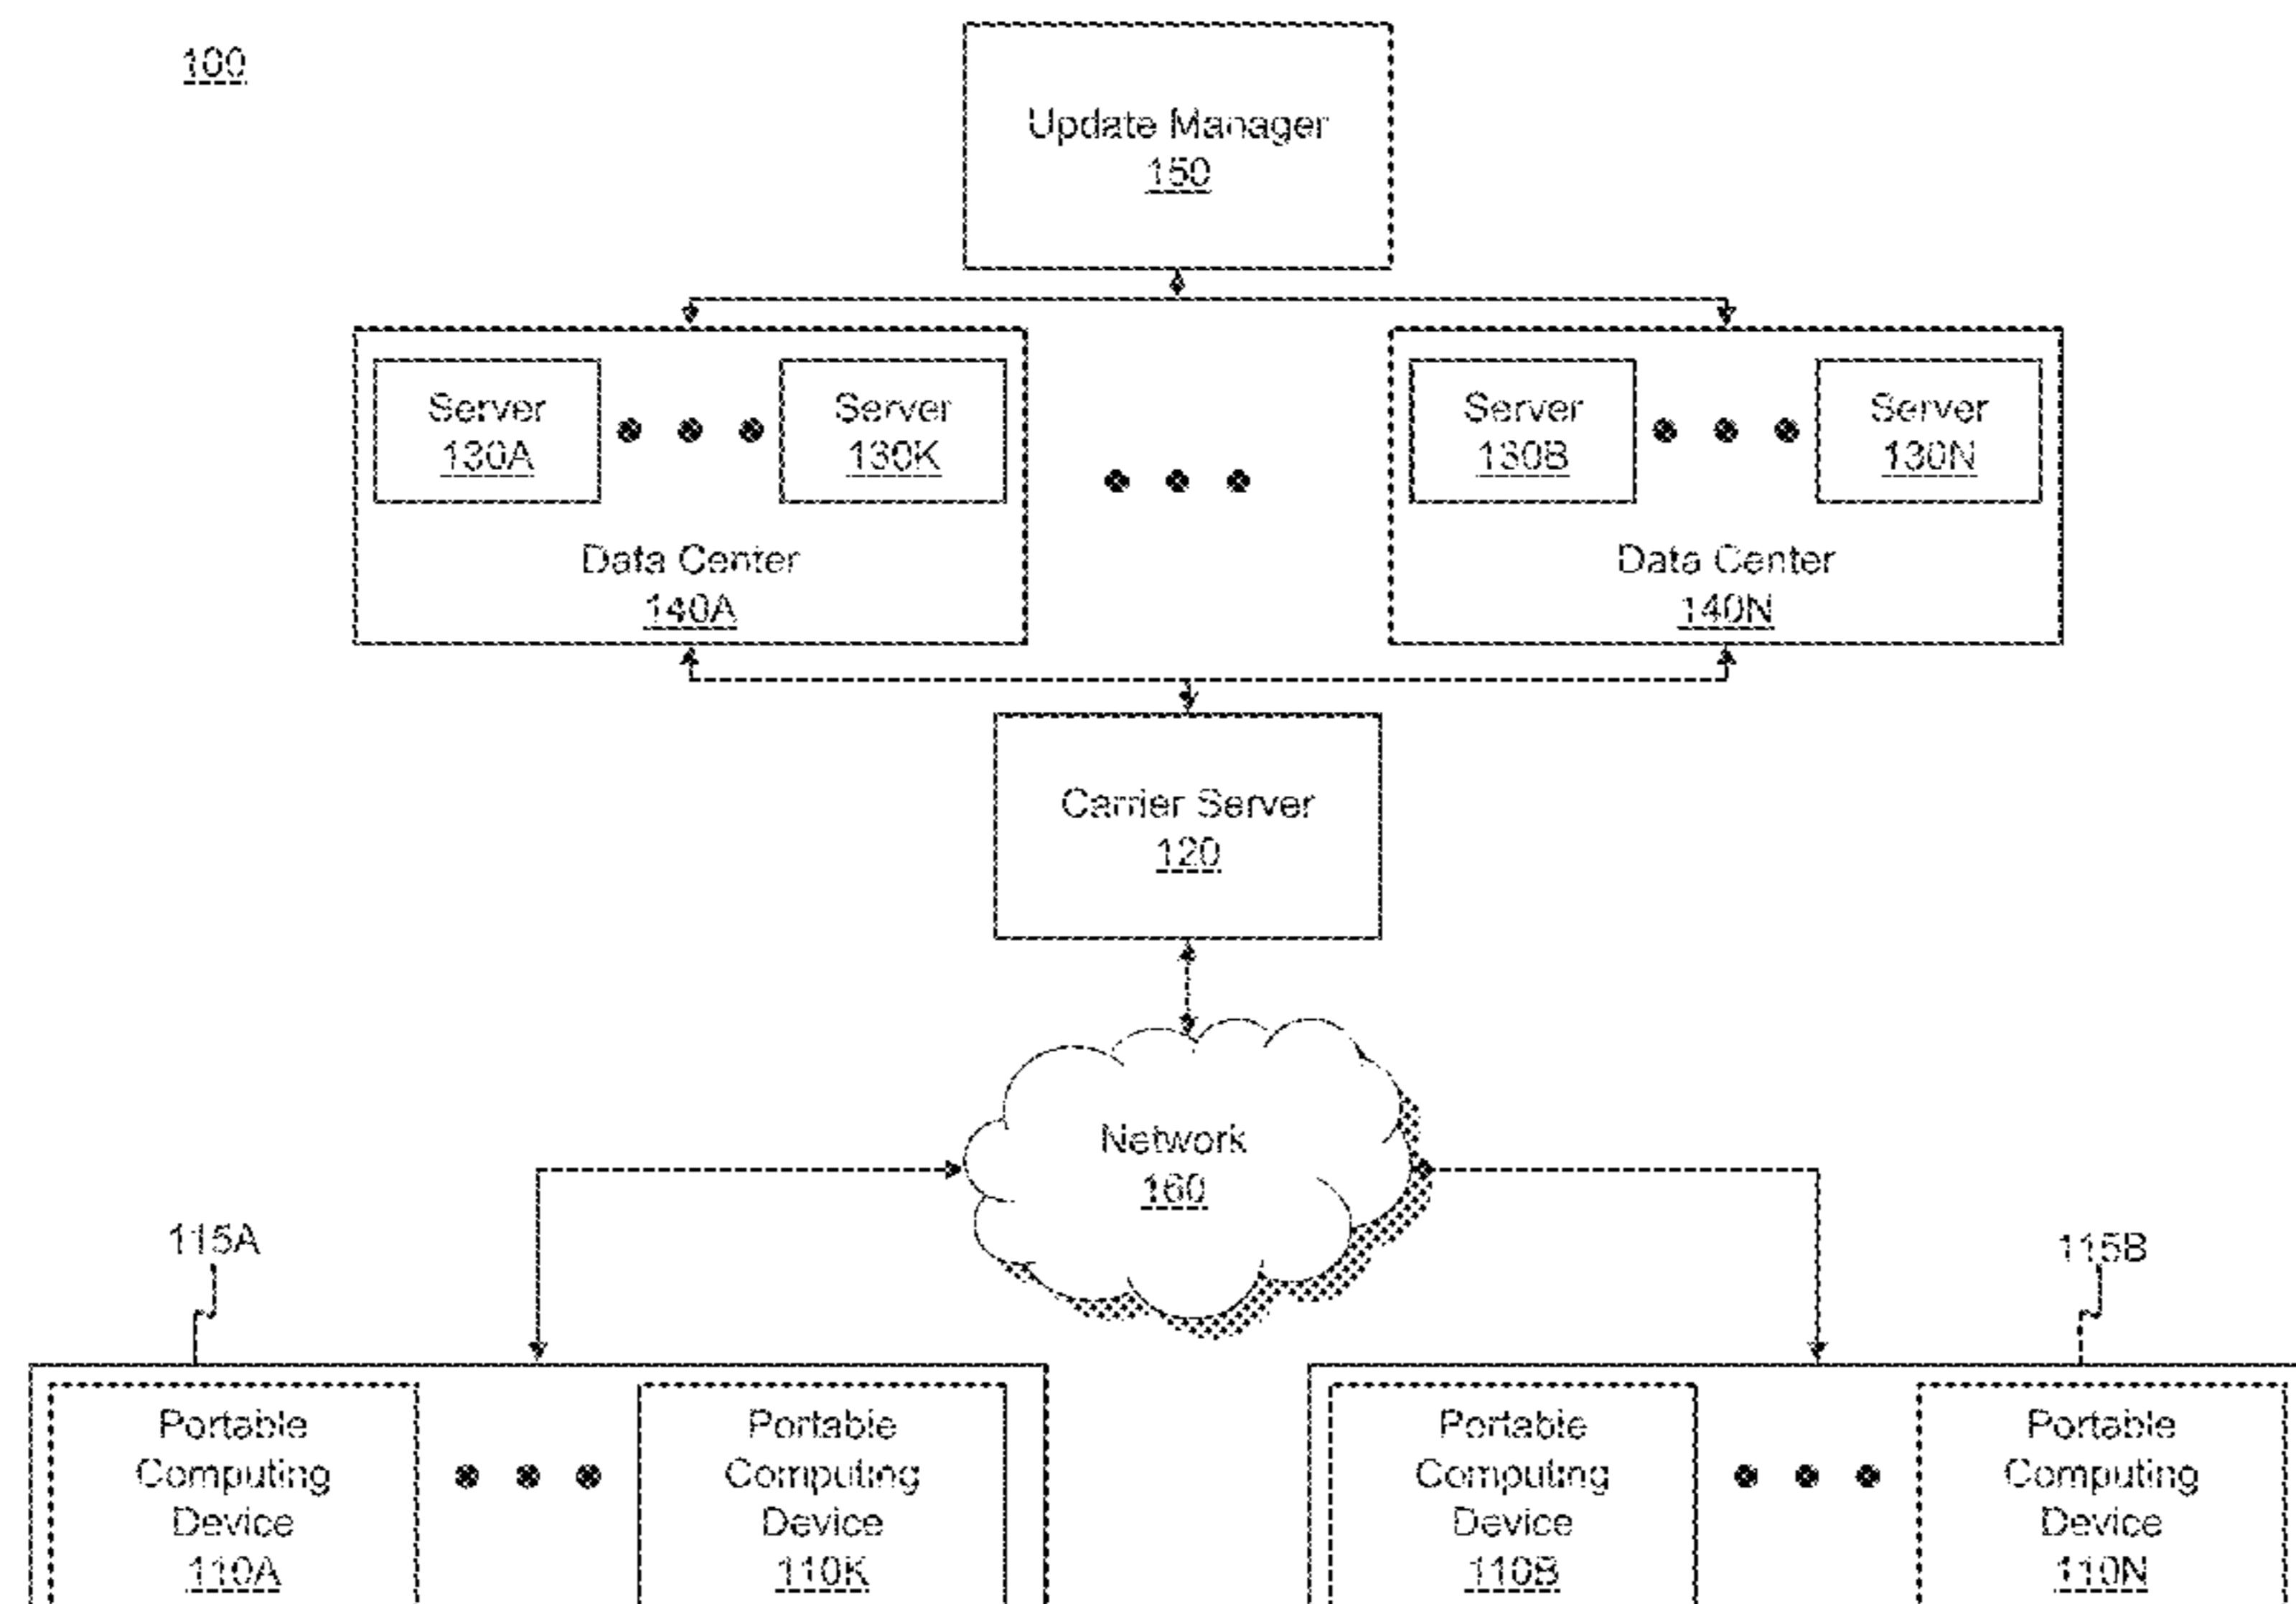 100
Update Manager
150
Server
130A
Server
130K
Server
130B
Server
130N
Data Center
140A
Data Center
140N
Carrier Server
120
Network
160
115A
115B
Portable
Computing
Device
110A
Portable
Computing
Device
110K
Portable
Computing
Device
110B
Portable
Computing
Device
110N